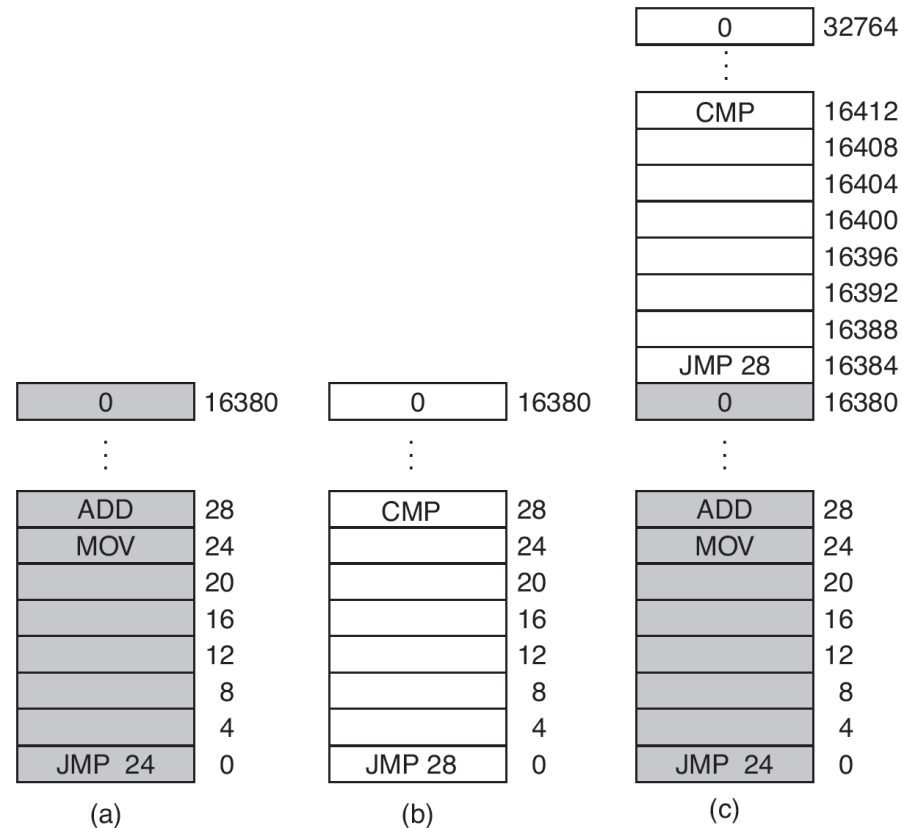 0 32764
⋮
CMP 16412
16408
16404
16400
16396
16392
16388
JMP 28 16384
0 16380 0 16380 0 16380
⋮ ⋮ ⋮
ADD 28 CMP 28 ADD 28
MOV 24 24 MOV 24
20 20 20
16 16 16
12 12 12
8 8 8
4 4 4
JMP 24 0 JMP 28 0 JMP 24 0
(a) (b) (c)